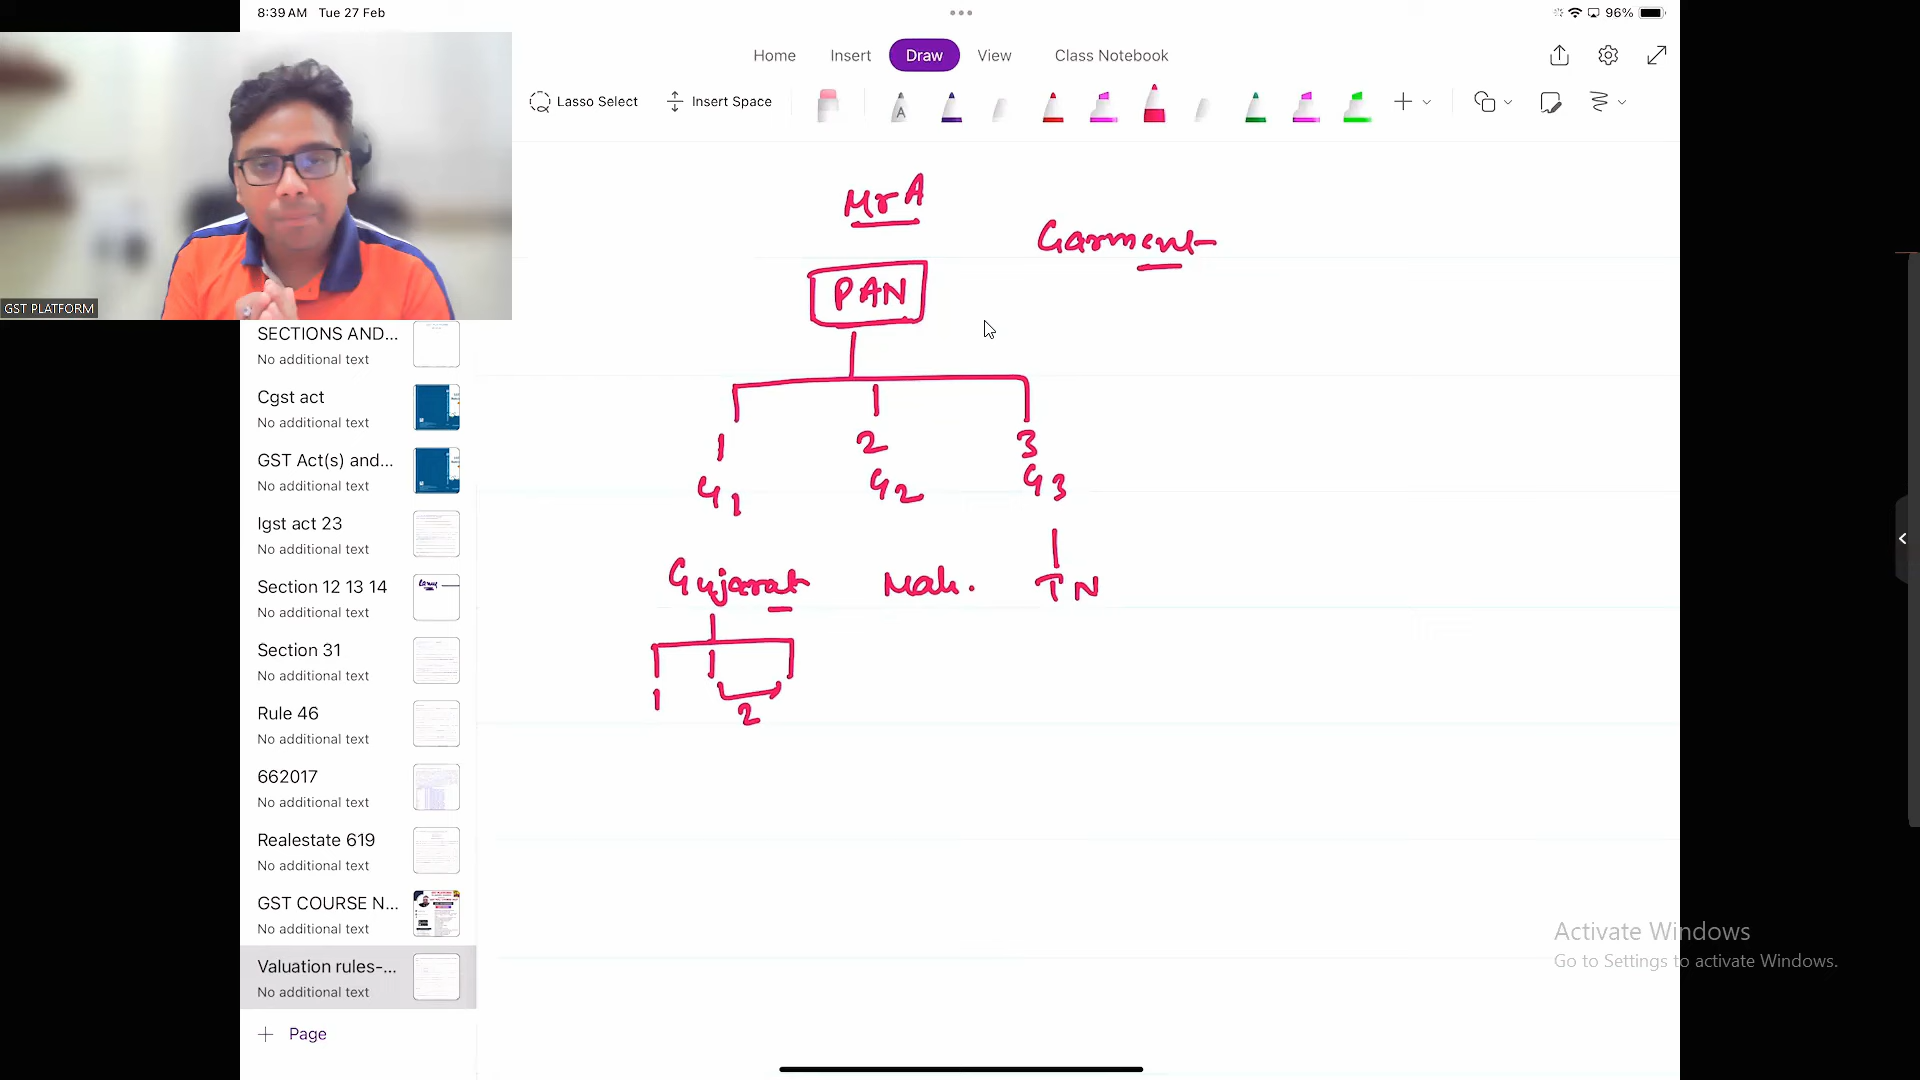 8:39 AM Tue 27 Feb
96%
Home Insert Draw View Class Notebook
Lasso Select Insert Space
A
GST PLATFORM
SECTIONS AND...
No additional text
Cgst act
No additional text
GST Act(s) and...
No additional text
Igst act 23
No additional text
Section 12 13 14
No additional text
Section 31
No additional text
Rule 46
No additional text
662017
No additional text
Realestate 619
No additional text
GST COURSE N...
No additional text
Valuation rules-...
No additional text
Page
Mr A
Garment
PAN
1 2 3
G1 G2 G3
Gujarat Mah. TN
1 2
Activate Windows
Go to Settings to activate Windows.